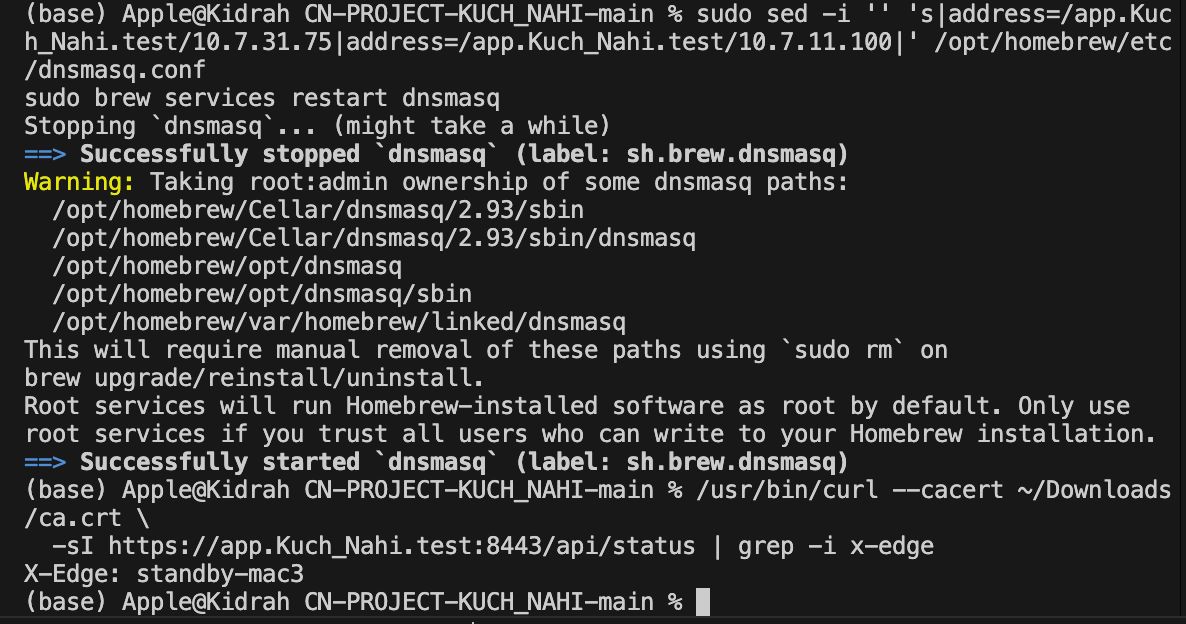 (base) Apple@Kidrah CN-PROJECT-KUCH_NAHI-main % sudo sed -i '' 's|address=/app.Kuc
h_Nahi.test/10.7.31.75|address=/app.Kuch_Nahi.test/10.7.11.100|' /opt/homebrew/etc
/dnsmasq.conf
sudo brew services restart dnsmasq
Stopping `dnsmasq`... (might take a while)
==> Successfully stopped `dnsmasq` (label: sh.brew.dnsmasq)
Warning: Taking root:admin ownership of some dnsmasq paths:
  /opt/homebrew/Cellar/dnsmasq/2.93/sbin
  /opt/homebrew/Cellar/dnsmasq/2.93/sbin/dnsmasq
  /opt/homebrew/opt/dnsmasq
  /opt/homebrew/opt/dnsmasq/sbin
  /opt/homebrew/var/homebrew/linked/dnsmasq
This will require manual removal of these paths using `sudo rm` on
brew upgrade/reinstall/uninstall.
Root services will run Homebrew-installed software as root by default. Only use
root services if you trust all users who can write to your Homebrew installation.
==> Successfully started `dnsmasq` (label: sh.brew.dnsmasq)
(base) Apple@Kidrah CN-PROJECT-KUCH_NAHI-main % /usr/bin/curl --cacert ~/Downloads
/ca.crt \
  -sI https://app.Kuch_Nahi.test:8443/api/status | grep -i x-edge
X-Edge: standby-mac3
(base) Apple@Kidrah CN-PROJECT-KUCH_NAHI-main %